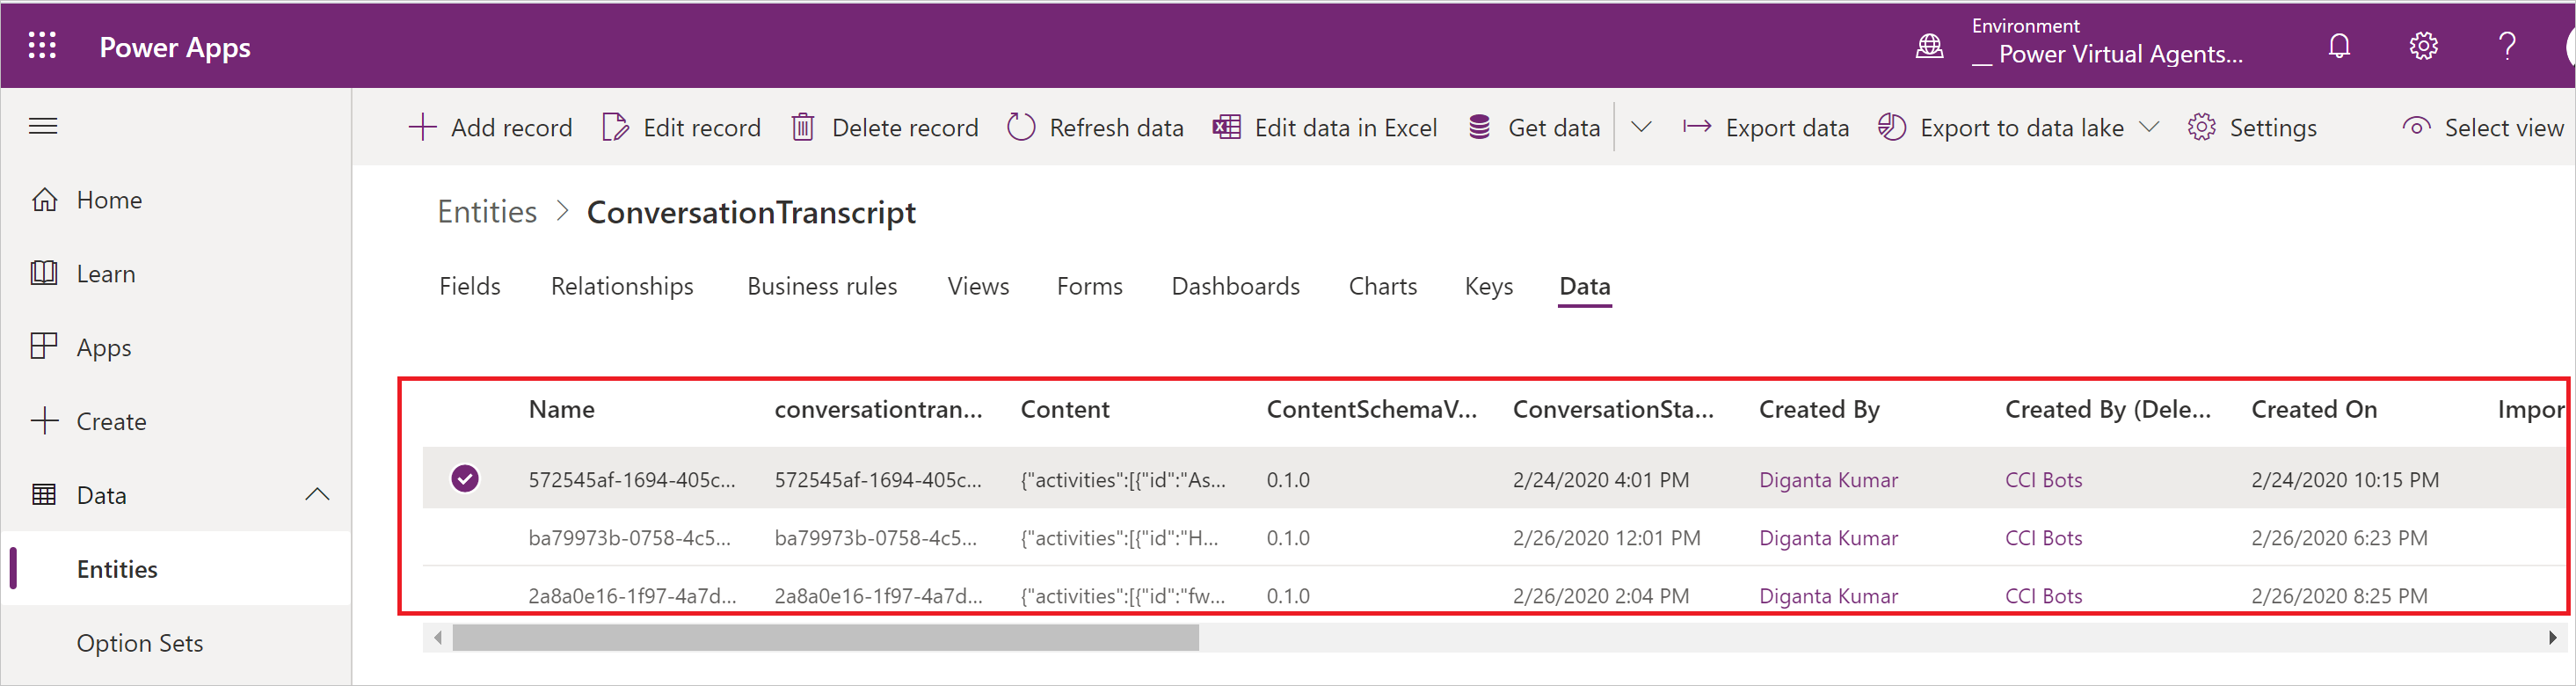 Power Apps
Environment
__ Power Virtual Agents...
?
Add record Edit record Delete record Refresh data Edit data in Excel Get data Export data Export to data lake Settings Select view
Home
Learn
Apps
Create
Data
Entities
Option Sets
Entities > ConversationTranscript
Fields Relationships Business rules Views Forms Dashboards Charts Keys Data
Name conversationtran... Content ContentSchemaV... ConversationSta... Created By Created By (Dele... Created On Impor
572545af-1694-405c... 572545af-1694-405c... {"activities":[{"id":"As... 0.1.0 2/24/2020 4:01 PM Diganta Kumar CCI Bots 2/24/2020 10:15 PM
ba79973b-0758-4c5... ba79973b-0758-4c5... {"activities":[{"id":"H... 0.1.0 2/26/2020 12:01 PM Diganta Kumar CCI Bots 2/26/2020 6:23 PM
2a8a0e16-1f97-4a7d... 2a8a0e16-1f97-4a7d... {"activities":[{"id":"fw... 0.1.0 2/26/2020 2:04 PM Diganta Kumar CCI Bots 2/26/2020 8:25 PM